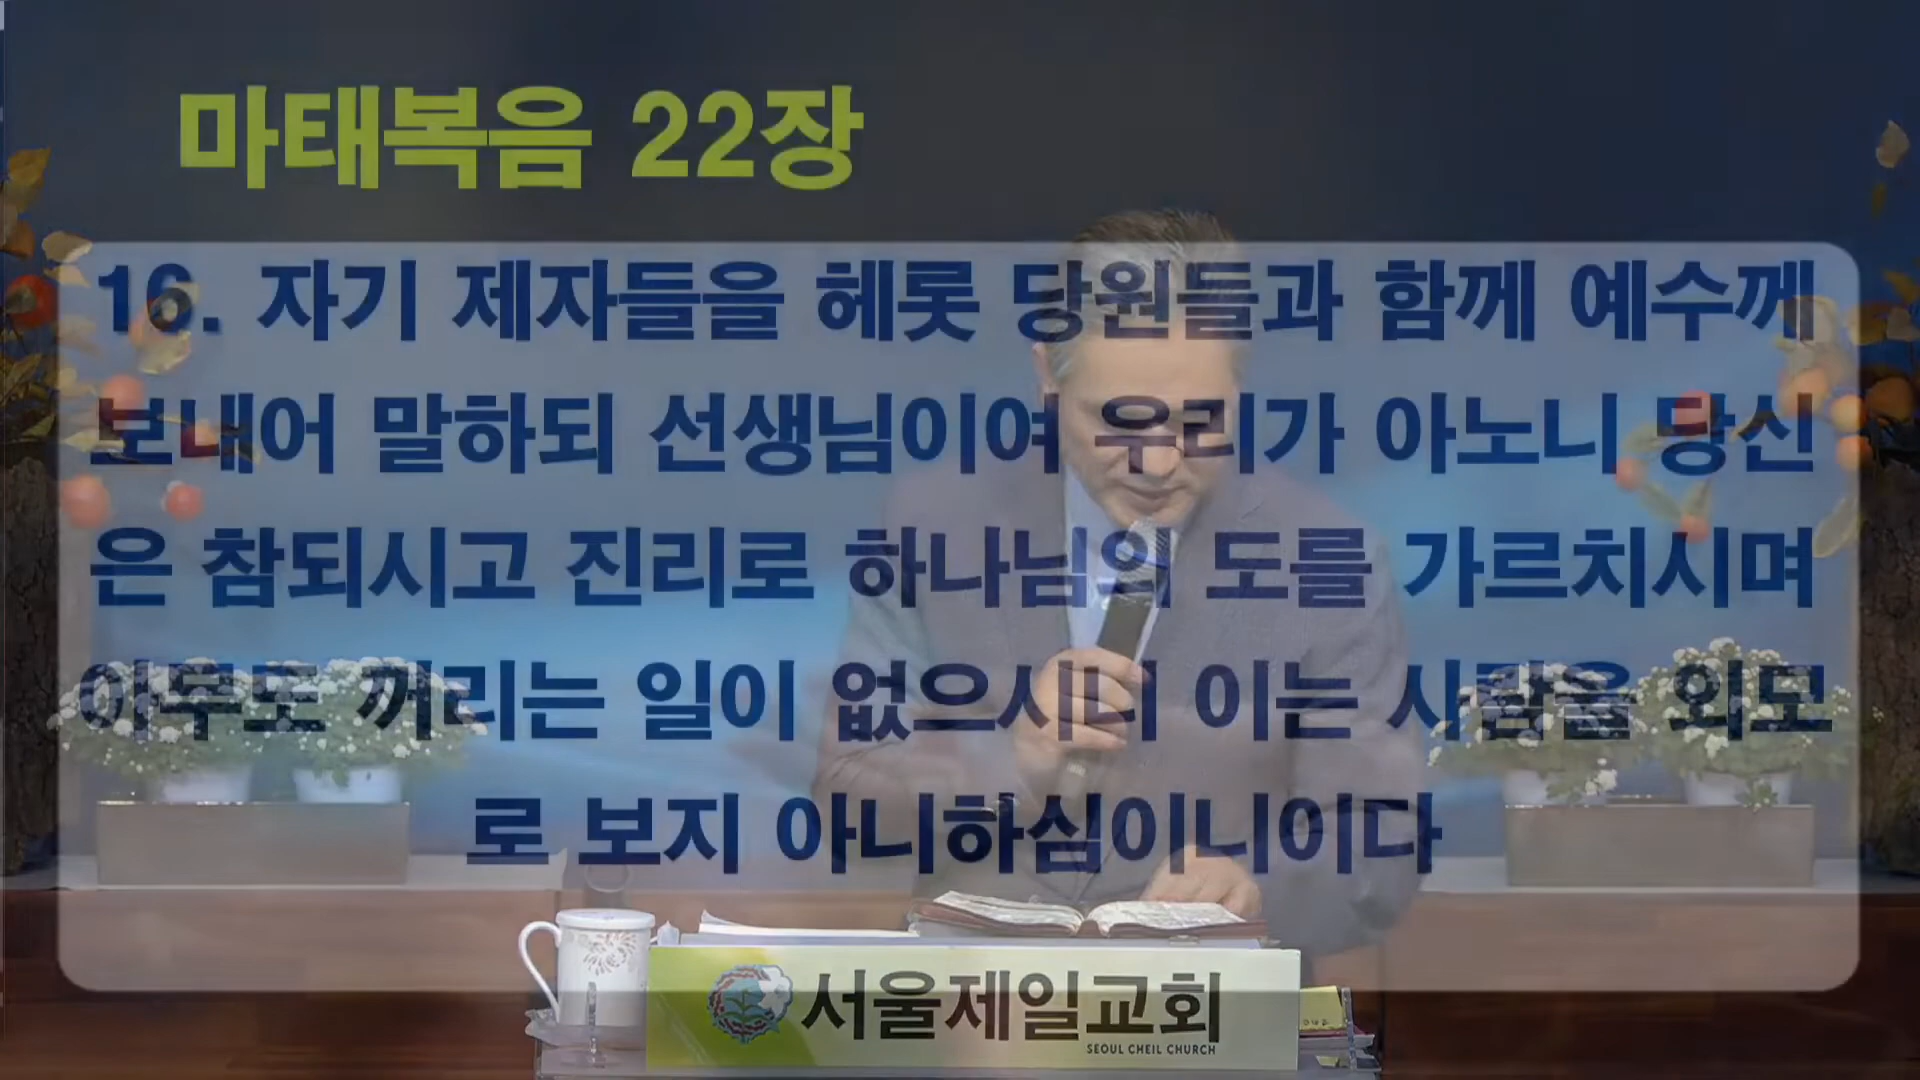 마태복음 22장
16. 자기 제자들을 헤롯 당원들과 함께 예수께
보내어 말하되 선생님이여 우리가 아노니 당신
은 참되시고 진리로 하나님의 도를 가르치시며
아무도 꺼리는 일이 없으시니 이는 사람을 외모
로 보지 아니하심이니이다
서울제일교회
SEOUL CHEIL CHURCH